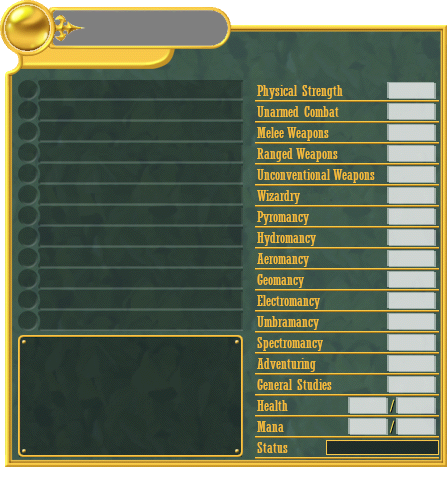 Physical Strength
Unarmed Combat
Melee Weapons
Ranged Weapons
Unconventional Weapons
Wizardry
Pyromancy
Hydromancy
Aeromancy
Geomancy
Electromancy
Umbramancy
Spectromancy
Adventuring
General Studies
Health /
Mana /
Status